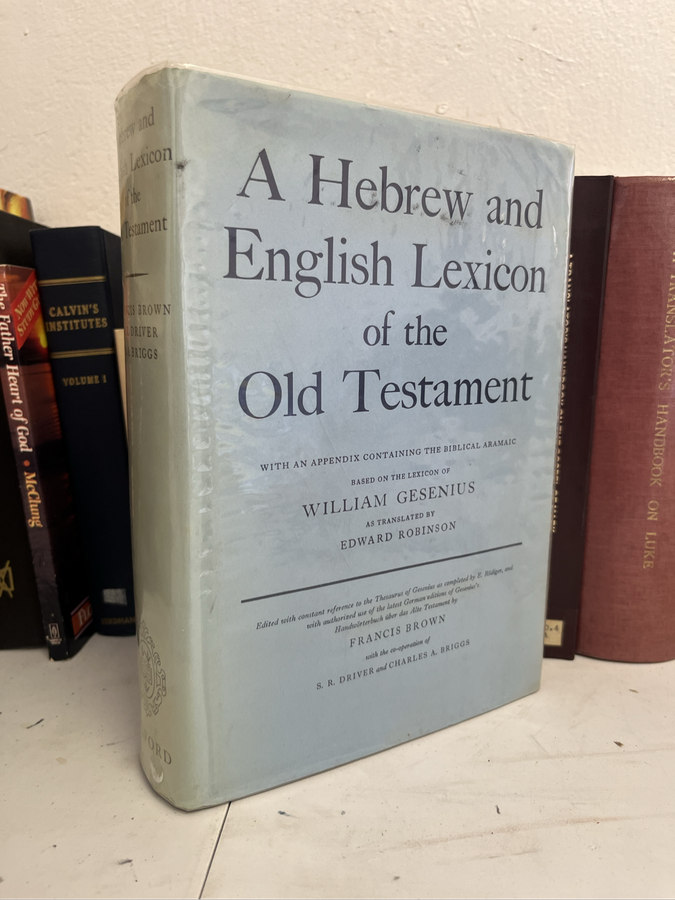 A Hebrew and
English Lexicon
of the
Old Testament
WITH AN APPENDIX CONTAINING THE BIBLICAL ARAMAIC
BASED ON THE LEXICON OF
WILLIAM GESENIUS
AS TRANSLATED BY
EDWARD ROBINSON
Edited with constant reference to the Thesaurus of Gesenius as completed by E. Rödiger, and
with authorized use of the latest German editions of Gesenius's
Handwörterbuch über das Alte Testament by
FRANCIS BROWN
with the co-operation of
S. R. DRIVER and CHARLES A. BRIGGS
and
Lexicon
the
Testament
BROWN
DRIVER
BRIGGS
The Father Heart of God • McClung
CALVIN'S
INSTITUTES
VOLUME 1
TRANSLATOR'S HANDBOOK ON LUKE